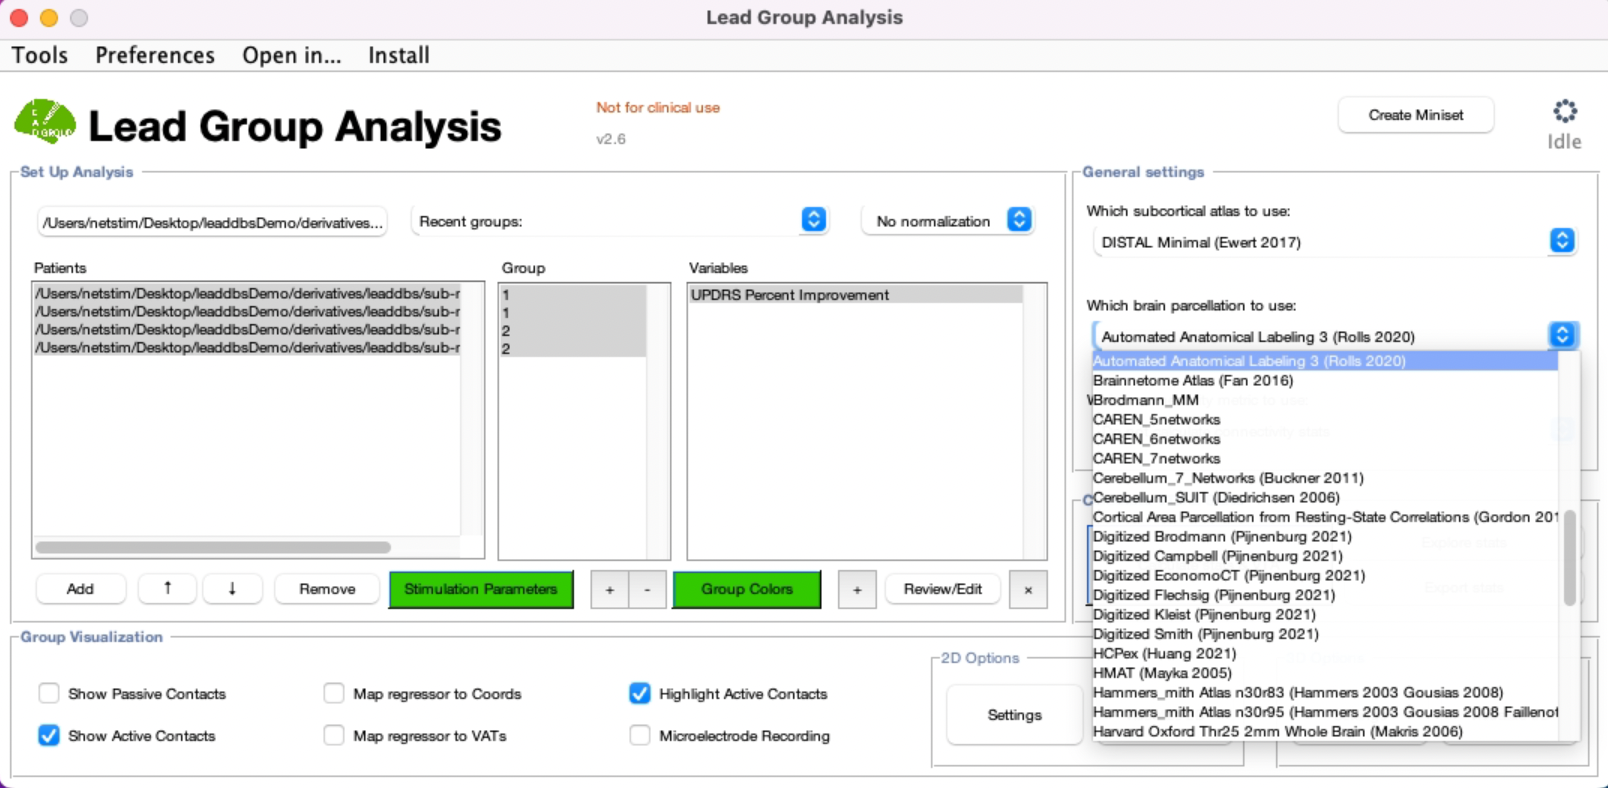 Lead Group Analysis
Tools Preferences Open in... Install
Lead Group Analysis
Not for clinical use
v2.6
Create Miniset
Idle
Set Up Analysis
/Users/netstim/Desktop/leaddbsDemo/derivatives...
Recent groups:
No normalization
Patients
/Users/netstim/Desktop/leaddbsDemo/derivatives/leaddbs/sub-r
/Users/netstim/Desktop/leaddbsDemo/derivatives/leaddbs/sub-r
/Users/netstim/Desktop/leaddbsDemo/derivatives/leaddbs/sub-r
/Users/netstim/Desktop/leaddbsDemo/derivatives/leaddbs/sub-r
Group
1
1
2
2
Variables
UPDRS Percent Improvement
Add
↑
↓
Remove
Stimulation Parameters
+
-
Group Colors
+
Review/Edit
×
General settings
Which subcortical atlas to use:
DISTAL Minimal (Ewert 2017)
Which brain parcellation to use:
Automated Anatomical Labeling 3 (Rolls 2020)
Automated Anatomical Labeling 3 (Rolls 2020)
Brainnetome Atlas (Fan 2016)
Brodmann_MM
CAREN_5networks
CAREN_6networks
CAREN_7networks
Cerebellum_7_Networks (Buckner 2011)
Cerebellum_SUIT (Diedrichsen 2006)
Cortical Area Parcellation from Resting-State Correlations (Gordon 201
Digitized Brodmann (Pijnenburg 2021)
Digitized Campbell (Pijnenburg 2021)
Digitized EconomoCT (Pijnenburg 2021)
Digitized Flechsig (Pijnenburg 2021)
Digitized Kleist (Pijnenburg 2021)
Digitized Smith (Pijnenburg 2021)
HCPex (Huang 2021)
HMAT (Mayka 2005)
Hammers_mith Atlas n30r83 (Hammers 2003 Gousias 2008)
Hammers_mith Atlas n30r95 (Hammers 2003 Gousias 2008 Faillenot
Harvard Oxford Thr25 2mm Whole Brain (Makris 2006)
Group Visualization
Show Passive Contacts
Map regressor to Coords
Highlight Active Contacts
Show Active Contacts
Map regressor to VATs
Microelectrode Recording
2D Options
Settings